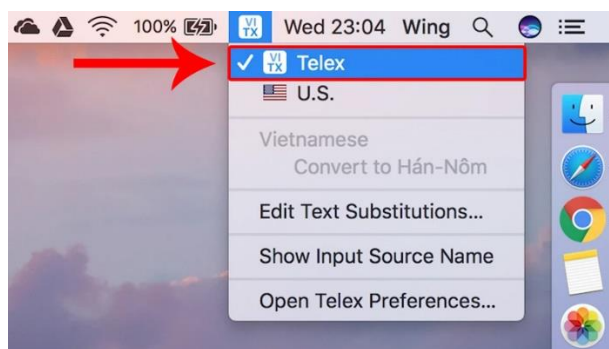 100% VI TX Wed 23:04 Wing
✓ VI TX Telex
U.S.
Vietnamese
Convert to Hán-Nôm
Edit Text Substitutions...
Show Input Source Name
Open Telex Preferences...